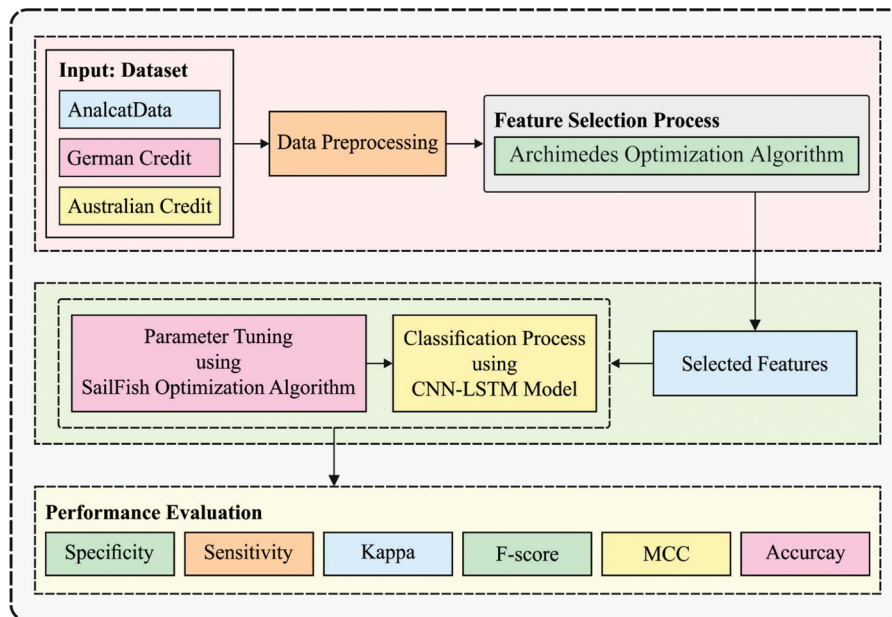 Input: Dataset
AnalcatData
German Credit
Australian Credit
Data Preprocessing
Feature Selection Process
Archimedes Optimization Algorithm
Parameter Tuning
using
SailFish Optimization Algorithm
Classification Process
using
CNN-LSTM Model
Selected Features
Performance Evaluation
Specificity
Sensitivity
Kappa
F-score
MCC
Accurcay